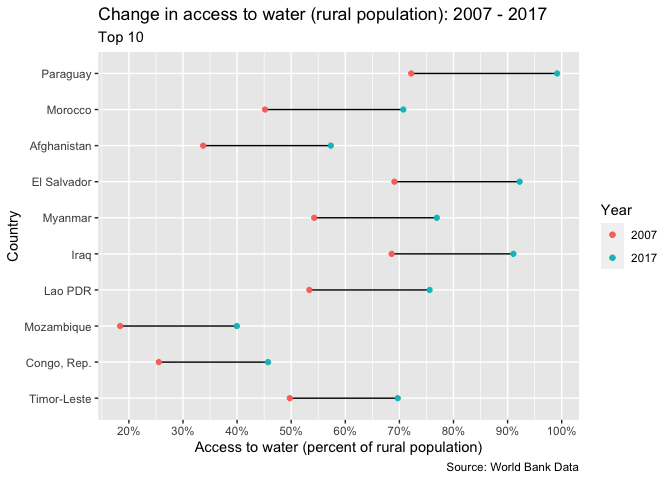 Change in access to water (rural population): 2007 - 2017
Top 10
Country
Paraguay
Morocco
Afghanistan
El Salvador
Myanmar
Iraq
Lao PDR
Mozambique
Congo, Rep.
Timor-Leste
20% 30% 40% 50% 60% 70% 80% 90% 100%
Access to water (percent of rural population)
Year
2007
2017
Source: World Bank Data